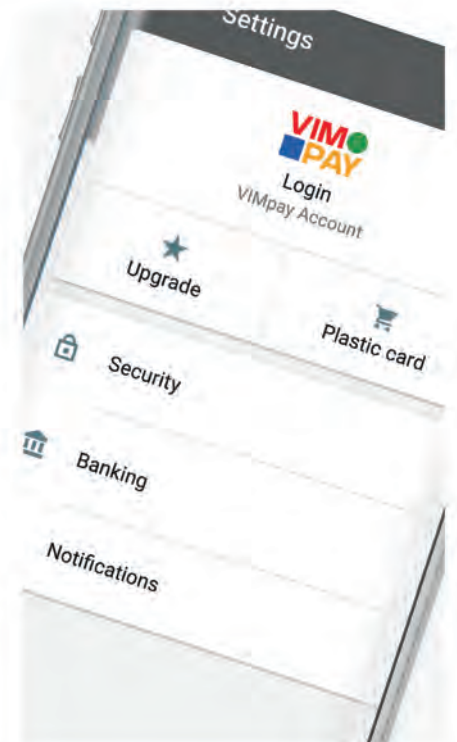 Settings
VIM
PAY
Login
VIMpay Account
Upgrade
Plastic card
Security
Banking
Notifications